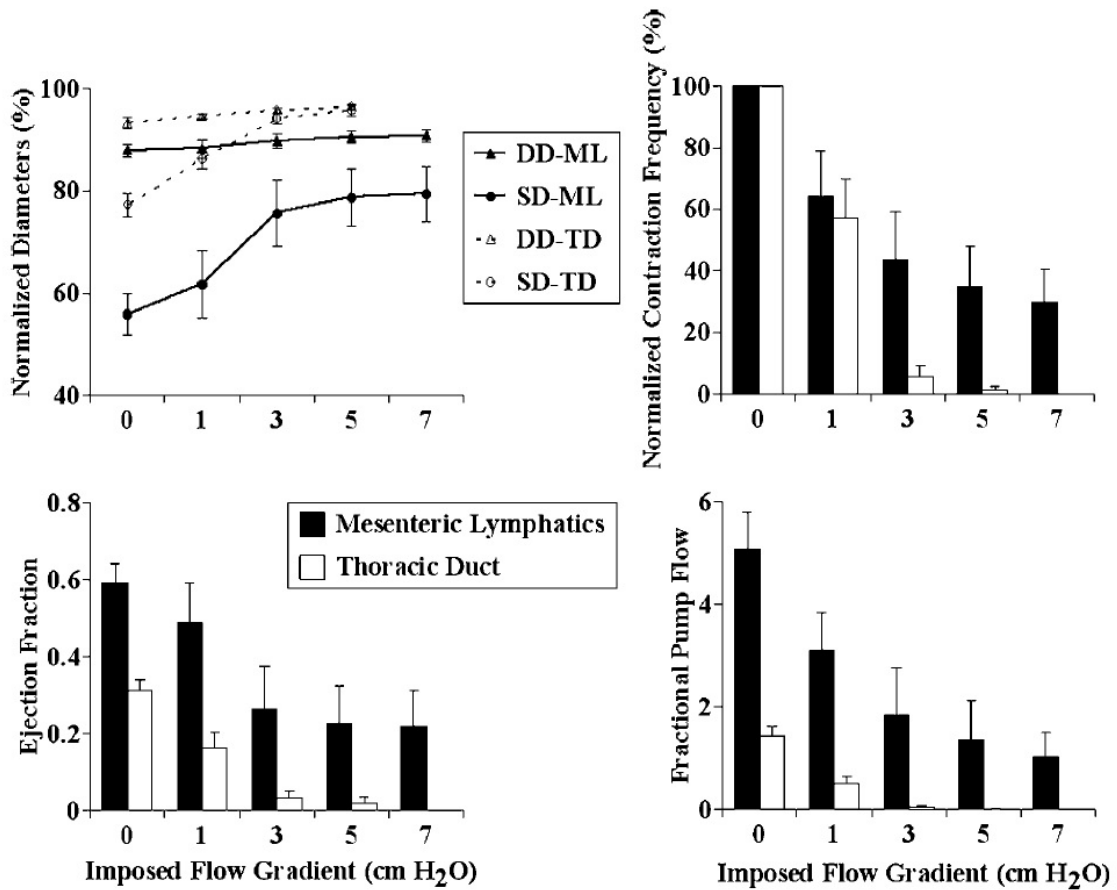 Normalized Diameters (%)
100
80
60
40
0 1 3 5 7
DD-ML
SD-ML
DD-TD
SD-TD
Normalized Contraction Frequency (%)
100
80
60
40
20
0
0 1 3 5 7
Ejection Fraction
0.8
0.6
0.4
0.2
0
0 1 3 5 7
Imposed Flow Gradient (cm H₂O)
Mesenteric Lymphatics
Thoracic Duct
Fractional Pump Flow
6
4
2
0
0 1 3 5 7
Imposed Flow Gradient (cm H₂O)